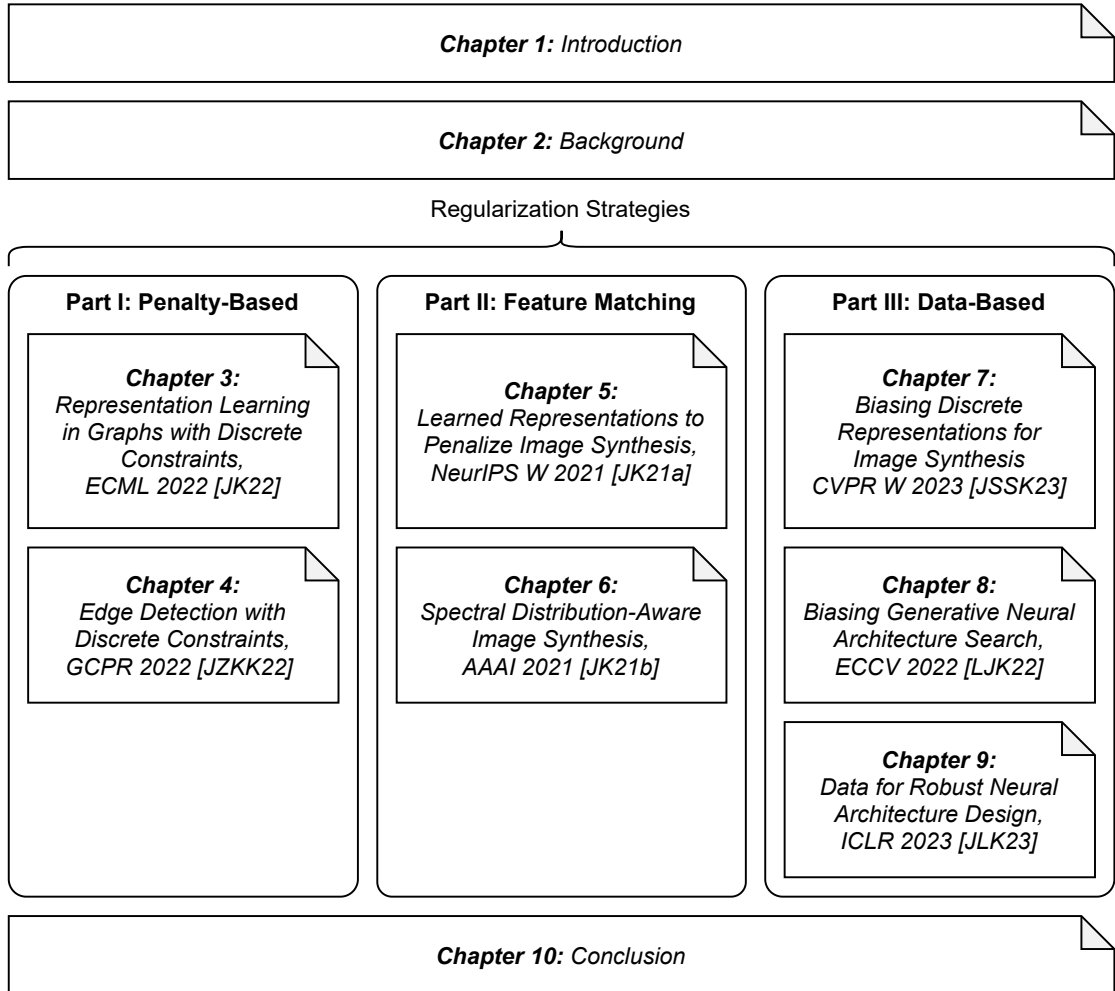 Chapter 1: Introduction
Chapter 2: Background
Regularization Strategies
Part I: Penalty-Based
Chapter 3:
Representation Learning
in Graphs with Discrete
Constraints,
ECML 2022 [JK22]
Chapter 4:
Edge Detection with
Discrete Constraints,
GCPR 2022 [JZKK22]
Part II: Feature Matching
Chapter 5:
Learned Representations to
Penalize Image Synthesis,
NeurIPS W 2021 [JK21a]
Chapter 6:
Spectral Distribution-Aware
Image Synthesis,
AAAI 2021 [JK21b]
Part III: Data-Based
Chapter 7:
Biasing Discrete
Representations for
Image Synthesis
CVPR W 2023 [JSSK23]
Chapter 8:
Biasing Generative Neural
Architecture Search,
ECCV 2022 [LJK22]
Chapter 9:
Data for Robust Neural
Architecture Design,
ICLR 2023 [JLK23]
Chapter 10: Conclusion